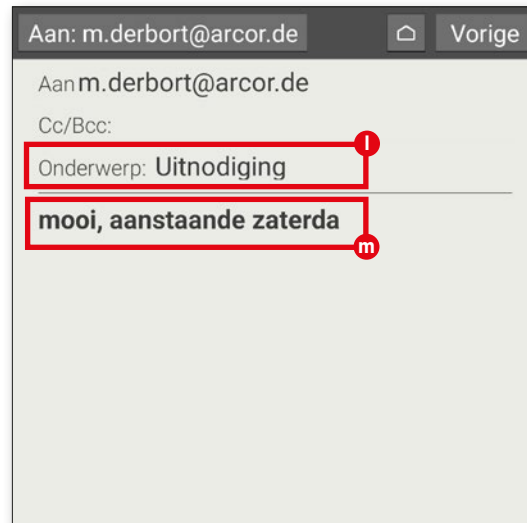 Aan: m.derbort@arcor.de Vorige
Aan m.derbort@arcor.de
Cc/Bcc:
l
Onderwerp: Uitnodiging
mooi, aanstaande zaterda
m